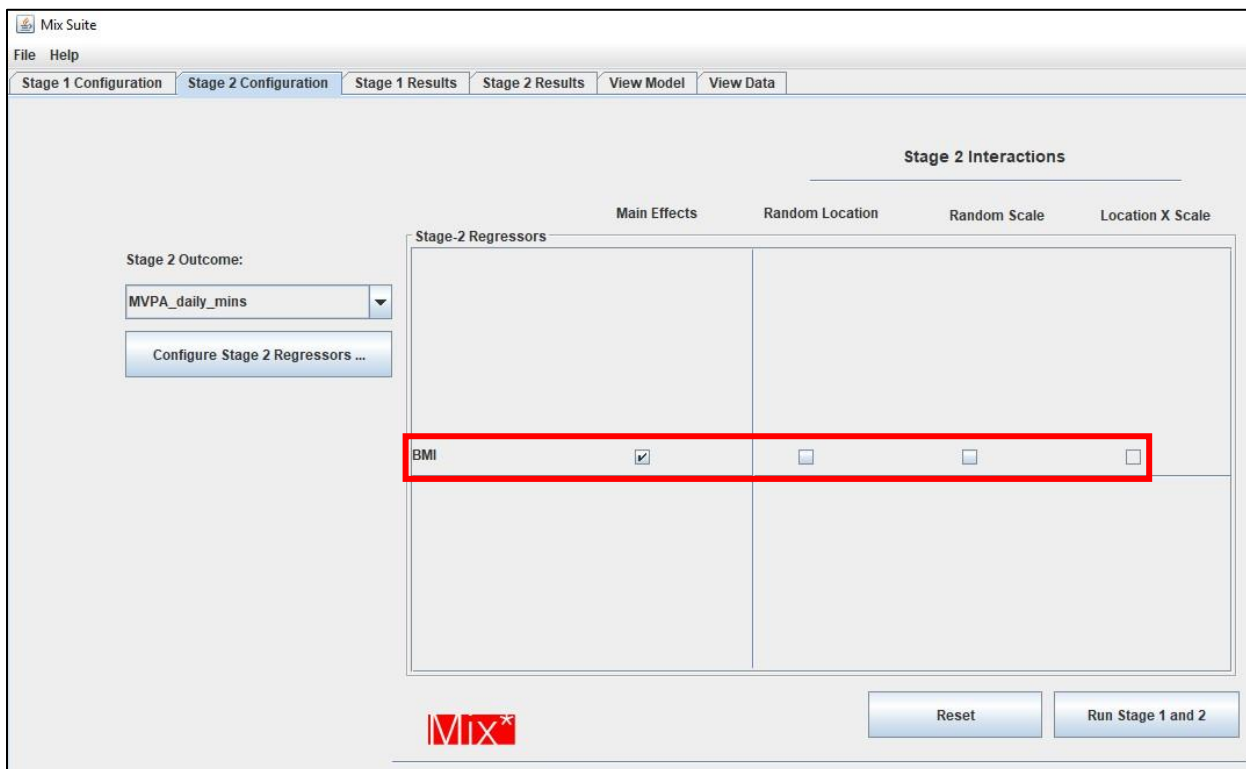 Mix Suite
File Help
Stage 1 Configuration Stage 2 Configuration Stage 1 Results Stage 2 Results View Model View Data
Stage 2 Interactions
Main Effects Random Location Random Scale Location X Scale
Stage-2 Regressors
Stage 2 Outcome:
MVPA_daily_mins
Configure Stage 2 Regressors ...
BMI
Mix*
Reset Run Stage 1 and 2